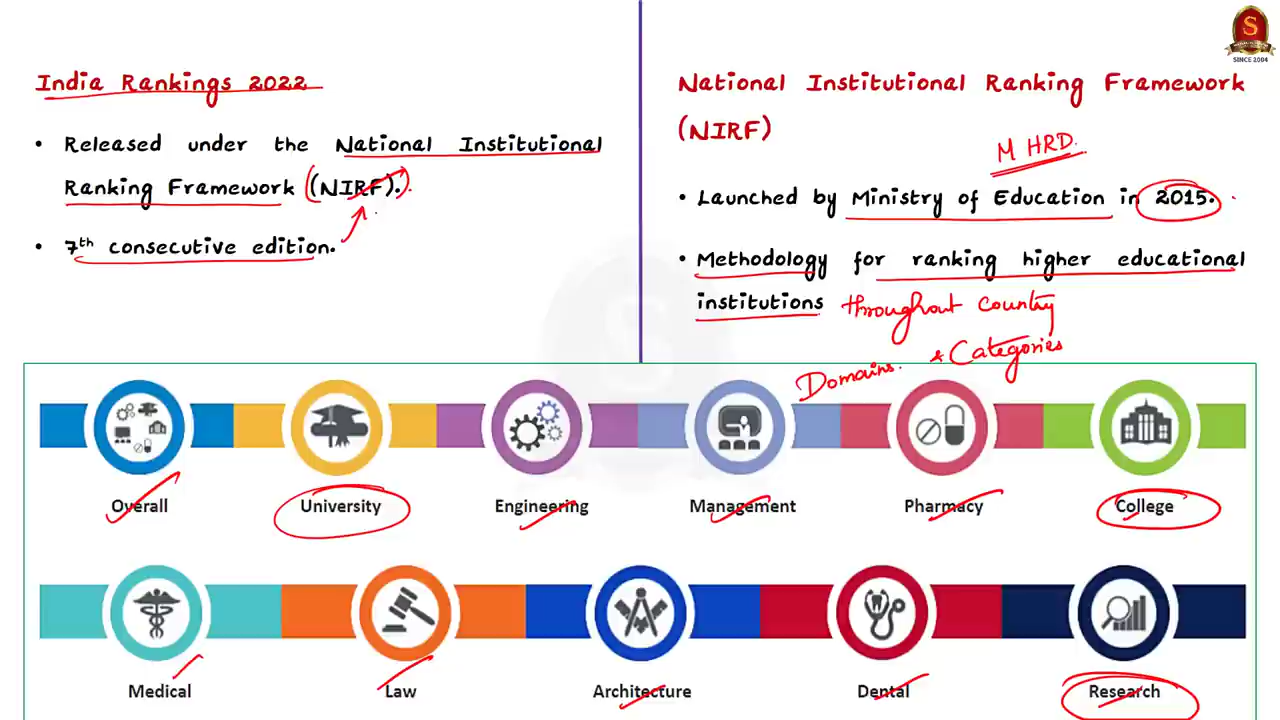 India Rankings 2022
• Released under the National Institutional
Ranking Framework (NIRF).
• 7th consecutive edition.
National Institutional Ranking Framework
(NIRF)
M HRD.
• Launched by Ministry of Education in 2015.
• Methodology for ranking higher educational
institutions throughout country
Domains. & Categories
Overall
University
Engineering
Management
Pharmacy
College
Medical
Law
Architecture
Dental
Research
S
SINCE 2004